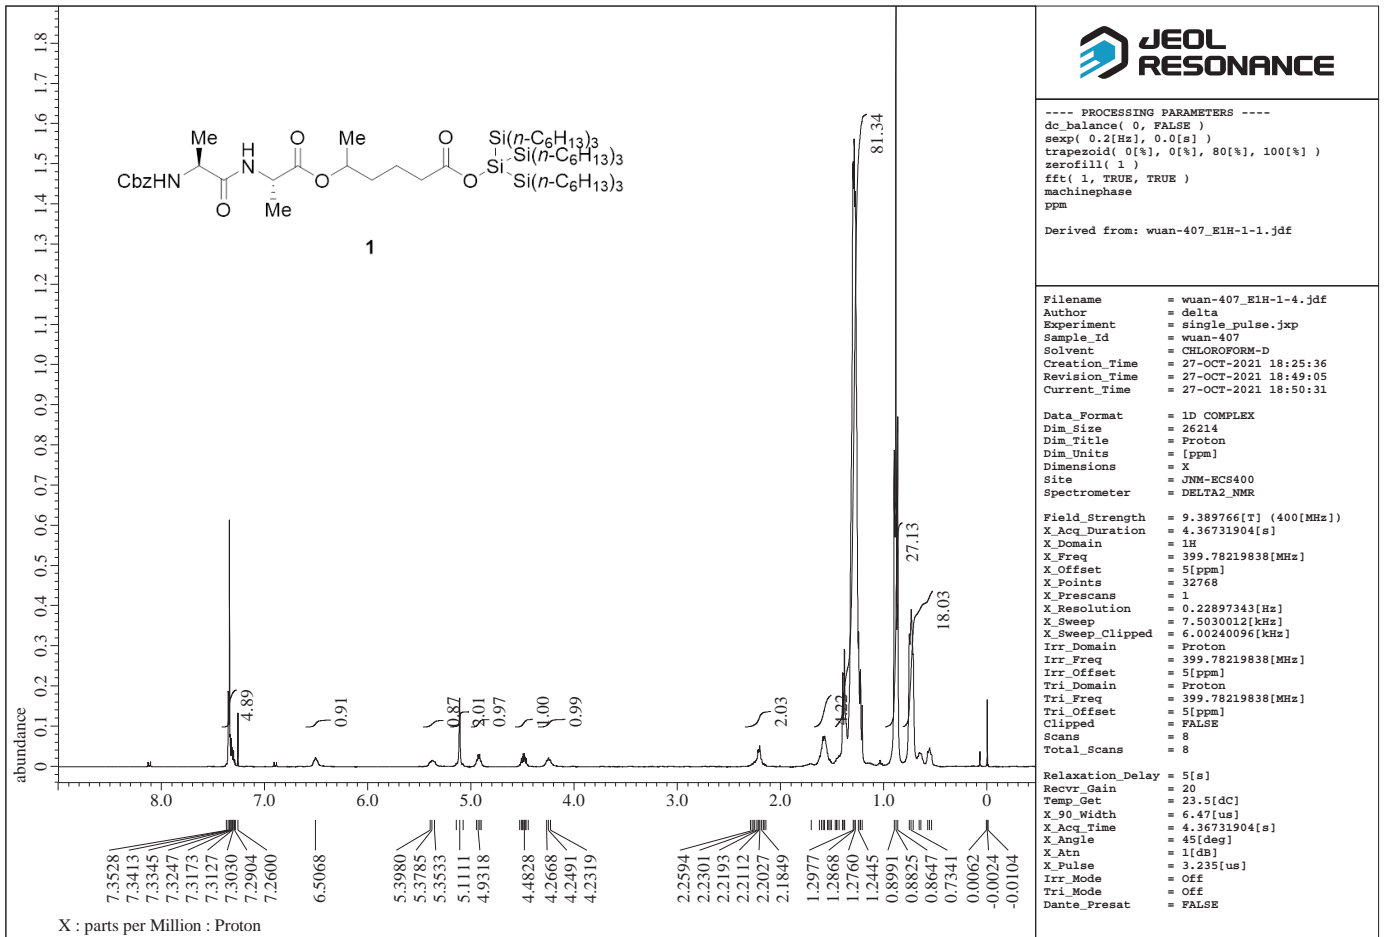 1.8
1.7
1.6
1.5
1.4
1.3
1.2
1.1
1.0
0.9
0.8
0.7
0.6
0.5
0.4
0.3
0.2
0.1
0
abundance
Me
O
Me
O
Si(n-C6H13)3
Si(n-C6H13)3
H
N
O
O
Si
CbzHN
Si(n-C6H13)3
O
Me
1
4.89
0.91
0.87
2.01
0.97
1.00
0.99
2.03
81.34
27.13
18.03
8.0 7.0 6.0 5.0 4.0 3.0 2.0 1.0 0
7.3528
7.3413
7.3345
7.3247
7.3173
7.3127
7.3030
7.2904
7.2600
6.5068
5.3980
5.3785
5.3533
5.1111
4.9318
4.4828
4.2668
4.2491
4.2319
2.2594
2.2301
2.2193
2.2112
2.2027
2.1849
1.2977
1.2868
1.2760
1.2445
0.8991
0.8825
0.8647
0.7341
0.0062
-0.0024
-0.0104
X : parts per Million : Proton
JEOL
RESONANCE
---- PROCESSING PARAMETERS ----
dc_balance( 0, FALSE )
sexp( 0.2[Hz], 0.0[s] )
trapezoid( 0[%], 0[%], 80[%], 100[%] )
zerofill( 1 )
fft( 1, TRUE, TRUE )
machinephase
ppm
Derived from: wuan-407_E1H-1-1.jdf
Filename = wuan-407_E1H-1-4.jdf
Author = delta
Experiment = single_pulse.jxp
Sample_Id = wuan-407
Solvent = CHLOROFORM-D
Creation_Time = 27-OCT-2021 18:25:36
Revision_Time = 27-OCT-2021 18:49:05
Current_Time = 27-OCT-2021 18:50:31
Data_Format = 1D COMPLEX
Dim_Size = 26214
Dim_Title = Proton
Dim_Units = [ppm]
Dimensions = X
Site = JNM-ECS400
Spectrometer = DELTA2_NMR
Field_Strength = 9.389766[T] (400[MHz])
X_Acq_Duration = 4.36731904[s]
X_Domain = 1H
X_Freq = 399.78219838[MHz]
X_Offset = 5[ppm]
X_Points = 32768
X_Prescans = 1
X_Resolution = 0.22897343[Hz]
X_Sweep = 7.5030012[kHz]
X_Sweep_Clipped = 6.00240096[kHz]
Irr_Domain = Proton
Irr_Freq = 399.78219838[MHz]
Irr_Offset = 5[ppm]
Tri_Domain = Proton
Tri_Freq = 399.78219838[MHz]
Tri_Offset = 5[ppm]
Clipped = FALSE
Scans = 8
Total_Scans = 8
Relaxation_Delay = 5[s]
Recvr_Gain = 20
Temp_Get = 23.5[dC]
X_90_Width = 6.47[us]
X_Acq_Time = 4.36731904[s]
X_Angle = 45[deg]
X_Atn = 1[dB]
X_Pulse = 3.235[us]
Irr_Mode = Off
Tri_Mode = Off
Dante_Presat = FALSE